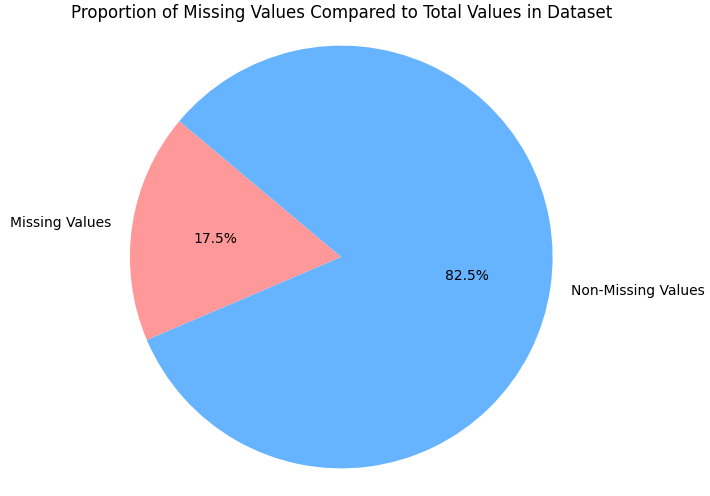 Proportion of Missing Values Compared to Total Values in Dataset
Missing Values
17.5%
82.5%
Non-Missing Values